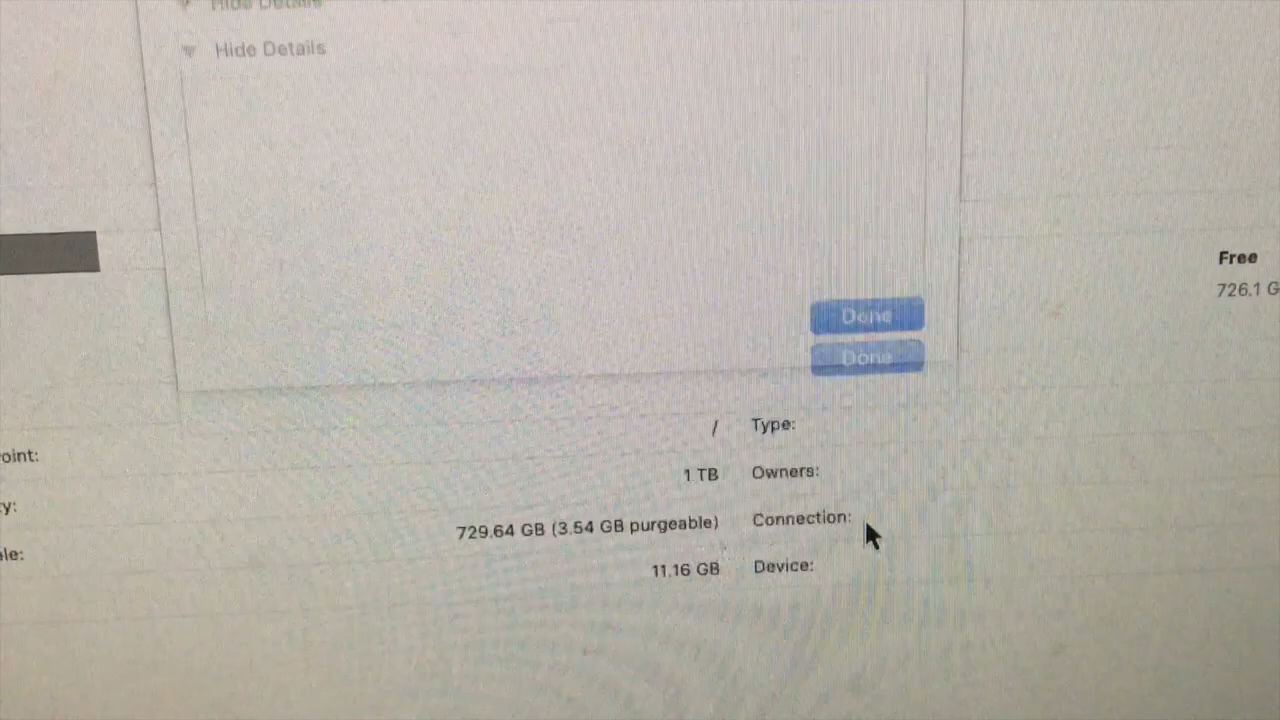 Hide Details
Hide Details
Free
726.1 G
Done
Done
/ Type:
oint:
1 TB Owners:
y:
729.64 GB (3.54 GB purgeable) Connection:
le:
11.16 GB Device: